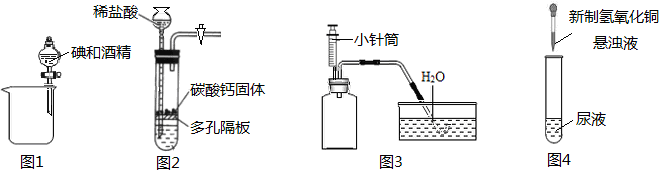 碘和酒精
图1
稀盐酸
碳酸钙固体
多孔隔板
图2
小针筒
H₂O
图3
新制氢氧化铜
悬浊液
尿液
图4